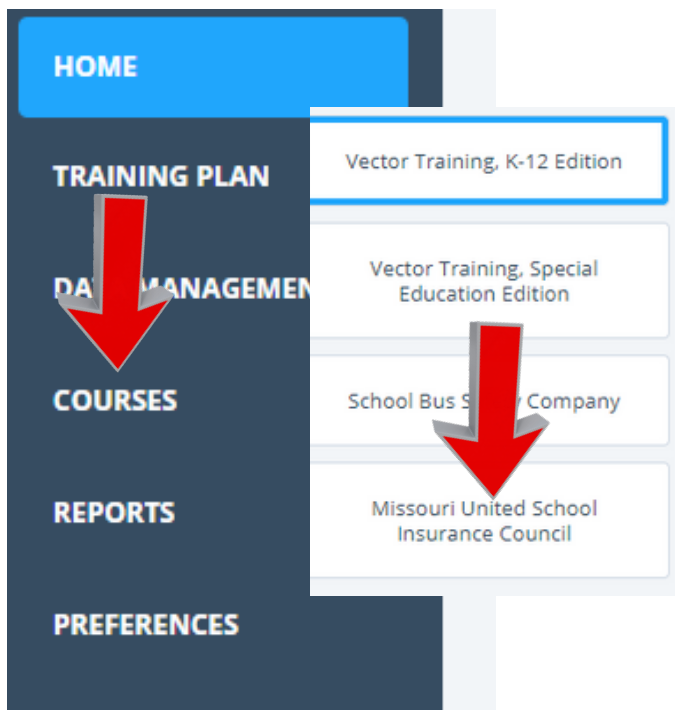 HOME
TRAINING PLAN
MANAGEMEN
COURSES
REPORTS
PREFERENCES
Vector Training, K-12 Edition
Vector Training, Special
Education Edition
School Bus Company
Missouri United School
Insurance Council